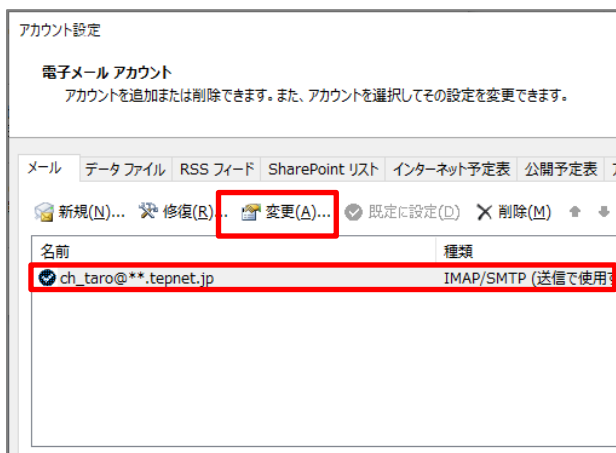 アカウント設定
電子メール アカウント
アカウントを追加または削除できます。また、アカウントを選択してその設定を変更できます。
メール データ ファイル RSS フィード SharePoint リスト インターネット予定表 公開予定表
新規(N)... 修復(R)... 変更(A)... 既定に設定(D) 削除(M)
名前 種類
ch_taro@**.tepnet.jp IMAP/SMTP (送信で使用す